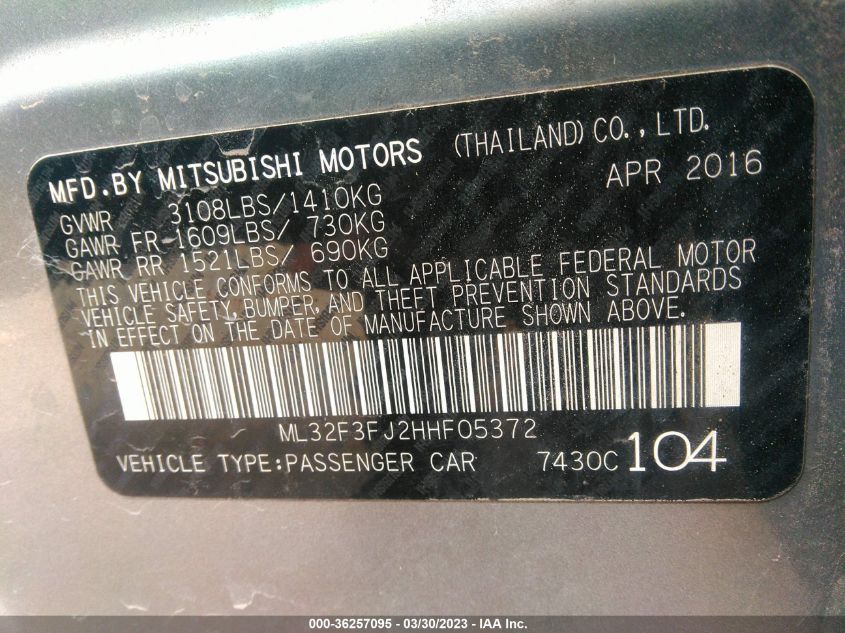 MFD.BY MITSUBISHI MOTORS (THAILAND) CO., LTD.
APR 2016
GVWR 3108LBS/1410KG
GAWR FR 1609LBS/ 730KG
GAWR RR 1521LBS/ 690KG
THIS VEHICLE CONFORMS TO ALL APPLICABLE FEDERAL MOTOR
VEHICLE SAFETY, BUMPER, AND THEFT PREVENTION STANDARDS
IN EFFECT ON THE DATE OF MANUFACTURE SHOWN ABOVE.
ML32F3FJ2HHF05372
VEHICLE TYPE:PASSENGER CAR 7430C 104
000-36257095 - 03/30/2023 - IAA Inc.